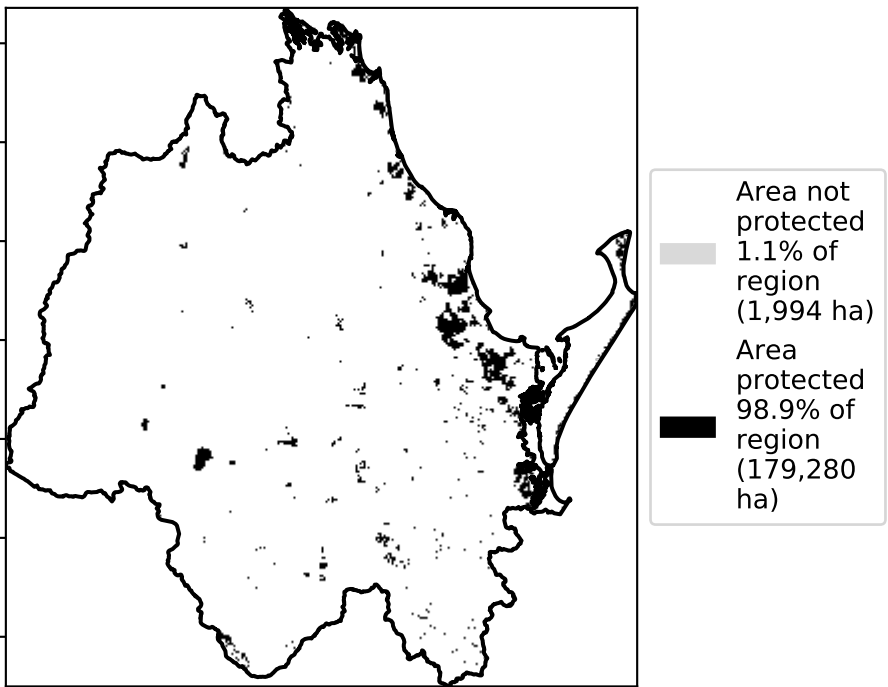 Area not
protected
1.1% of
region
(1,994 ha)
Area
protected
98.9% of
region
(179,280
ha)